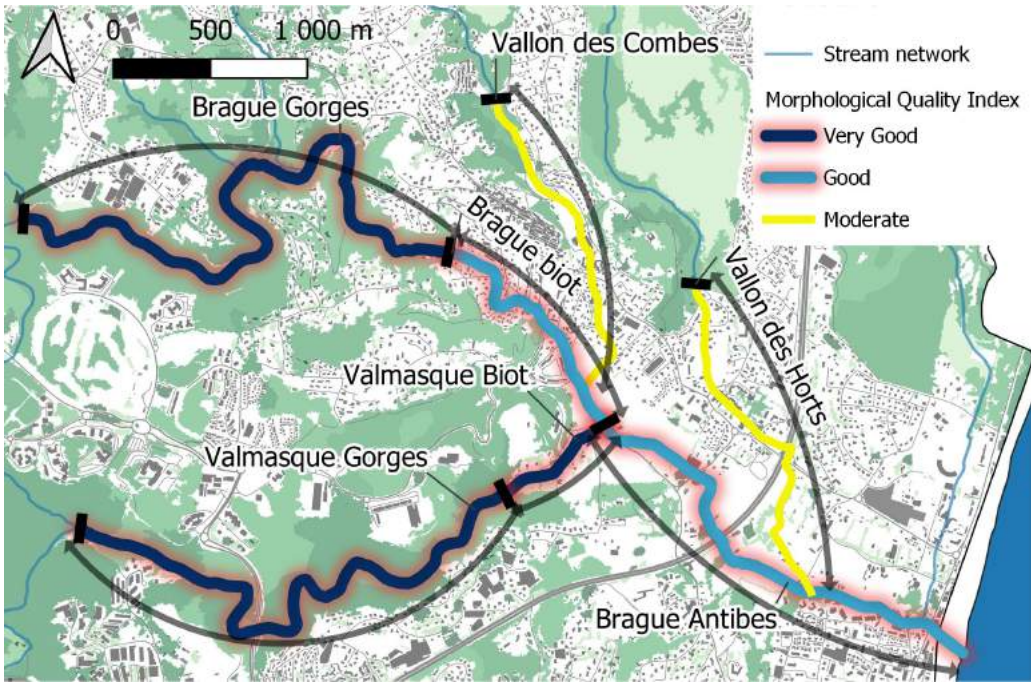 0 500 1 000 m
Vallon des Combes
Stream network
Morphological Quality Index
Very Good
Good
Moderate
Brague Gorges
Brague biot
Vallon des Horts
Valmasque Biot
Valmasque Gorges
Brague Antibes